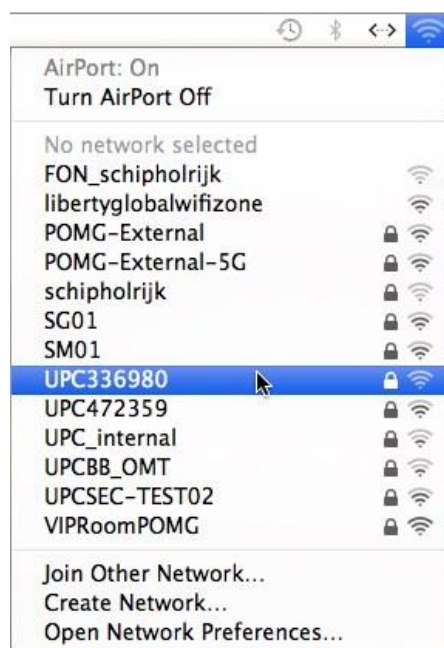 AirPort: On
Turn AirPort Off
No network selected
FON_schipholrijk
libertyglobalwifizone
POMG-External
POMG-External-5G
schipholrijk
SG01
SM01
UPC336980
UPC472359
UPC_internal
UPCBB_OMT
UPCSEC-TEST02
VIPRoomPOMG
Join Other Network...
Create Network...
Open Network Preferences...